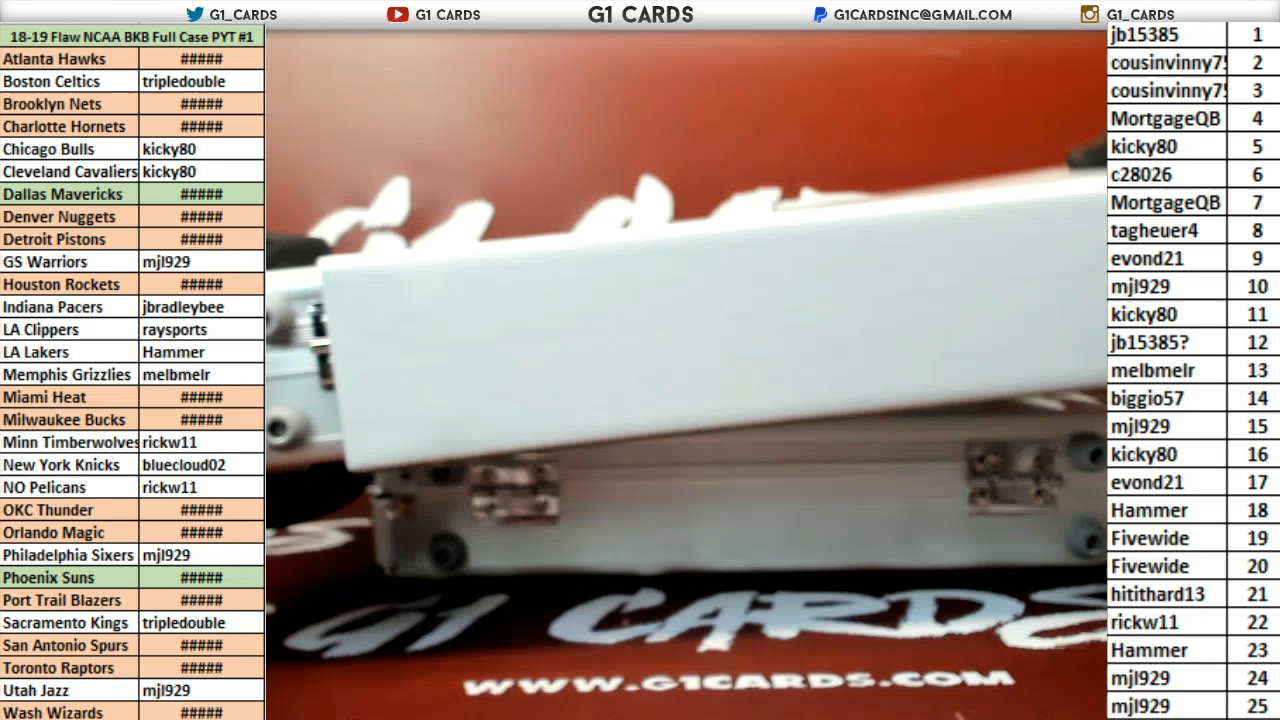 G1_CARDS
G1 CARDS
G1 CARDS
G1CARDSINC@GMAIL.COM
G1_CARDS
18-19 Flaw NCAA BKB Full Case PYT #1
Atlanta Hawks #####
Boston Celtics tripledouble
Brooklyn Nets #####
Charlotte Hornets #####
Chicago Bulls kicky80
Cleveland Cavaliers kicky80
Dallas Mavericks #####
Denver Nuggets #####
Detroit Pistons #####
GS Warriors mjl929
Houston Rockets #####
Indiana Pacers jbradleybee
LA Clippers raysports
LA Lakers Hammer
Memphis Grizzlies melbmelr
Miami Heat #####
Milwaukee Bucks #####
Minn Timberwolves rickw11
New York Knicks bluecloud02
NO Pelicans rickw11
OKC Thunder #####
Orlando Magic #####
Philadelphia Sixers mjl929
Phoenix Suns #####
Port Trail Blazers #####
Sacramento Kings tripledouble
San Antonio Spurs #####
Toronto Raptors #####
Utah Jazz mjl929
Wash Wizards #####
G1 CARDS
WWW.G1CARDS.COM
jb15385 1
cousinvinny75 2
cousinvinny75 3
MortgageQB 4
kicky80 5
c28026 6
MortgageQB 7
tagheuer4 8
evond21 9
mjl929 10
kicky80 11
jb15385? 12
melbmelr 13
biggio57 14
mjl929 15
kicky80 16
evond21 17
Hammer 18
Fivewide 19
Fivewide 20
hitithard13 21
rickw11 22
Hammer 23
mjl929 24
mjl929 25